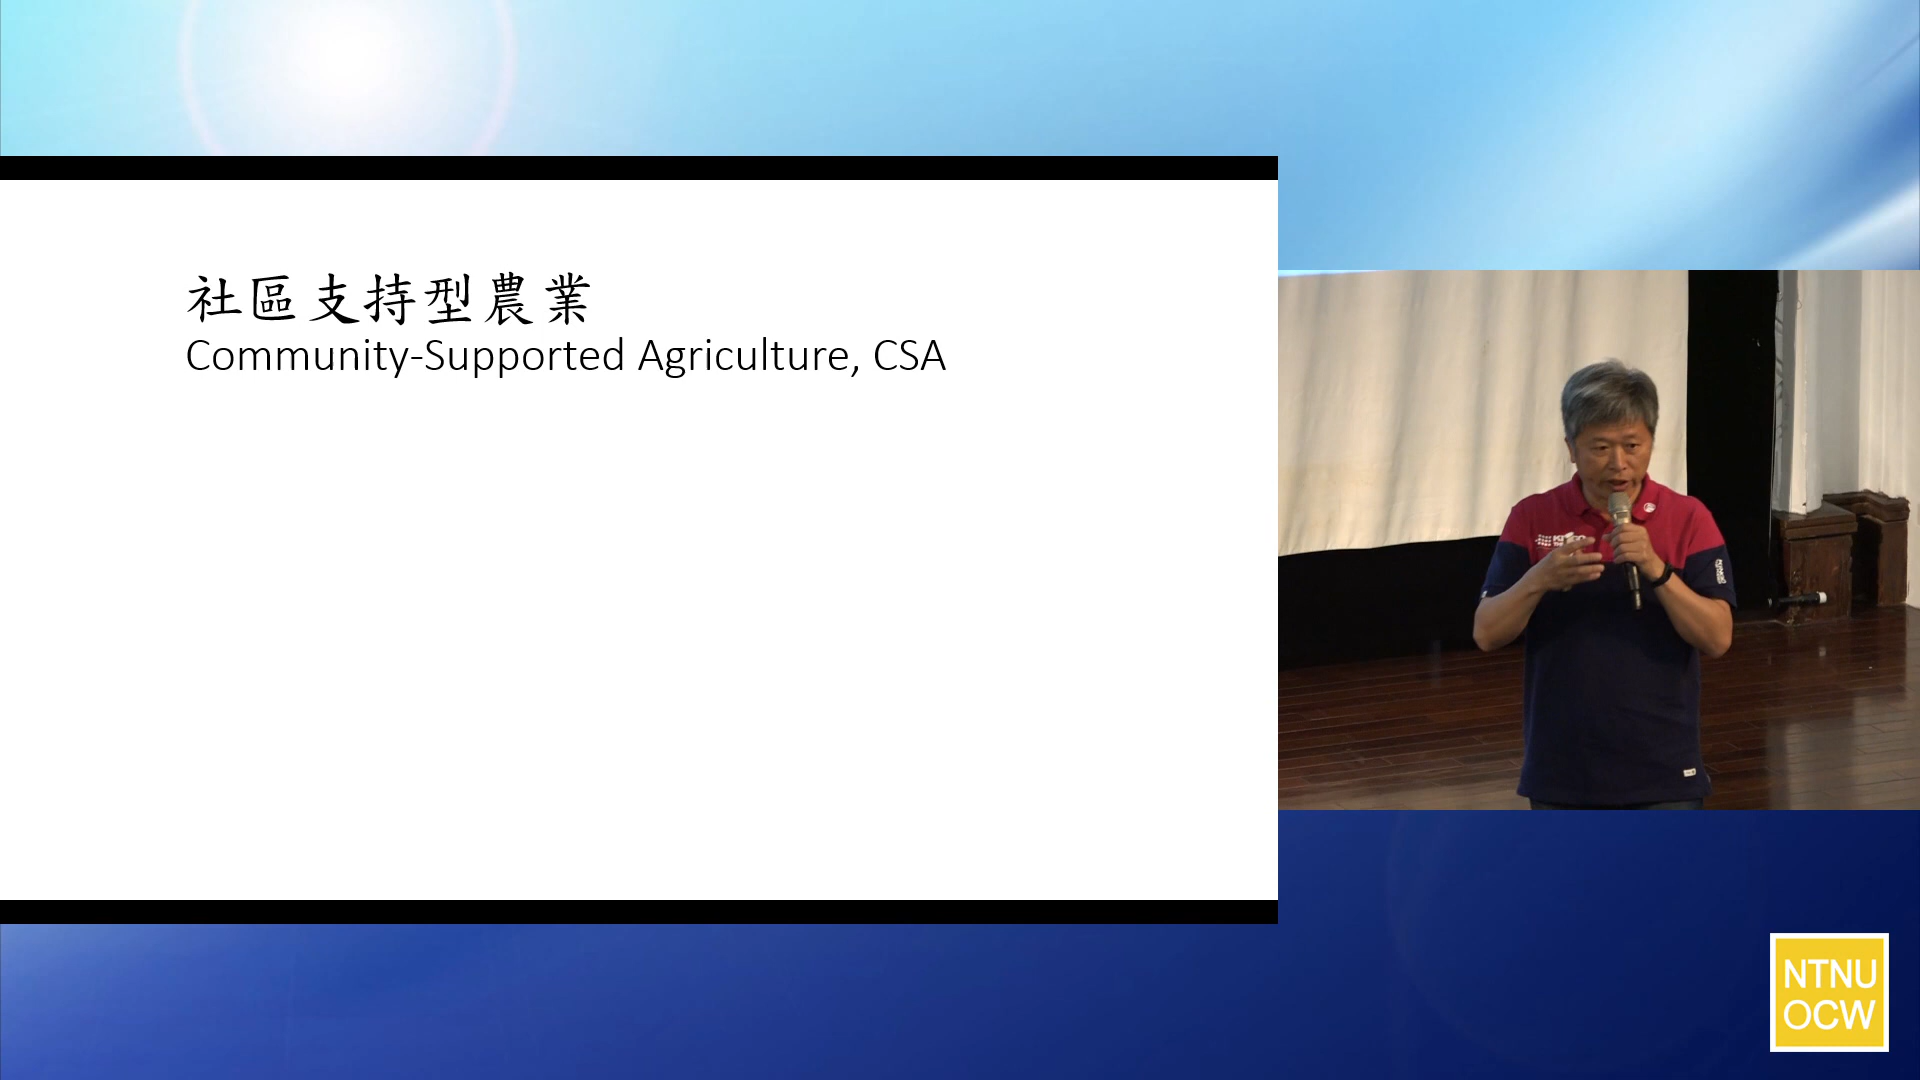 社區支持型農業
Community-Supported Agriculture, CSA
NTNU
OCW